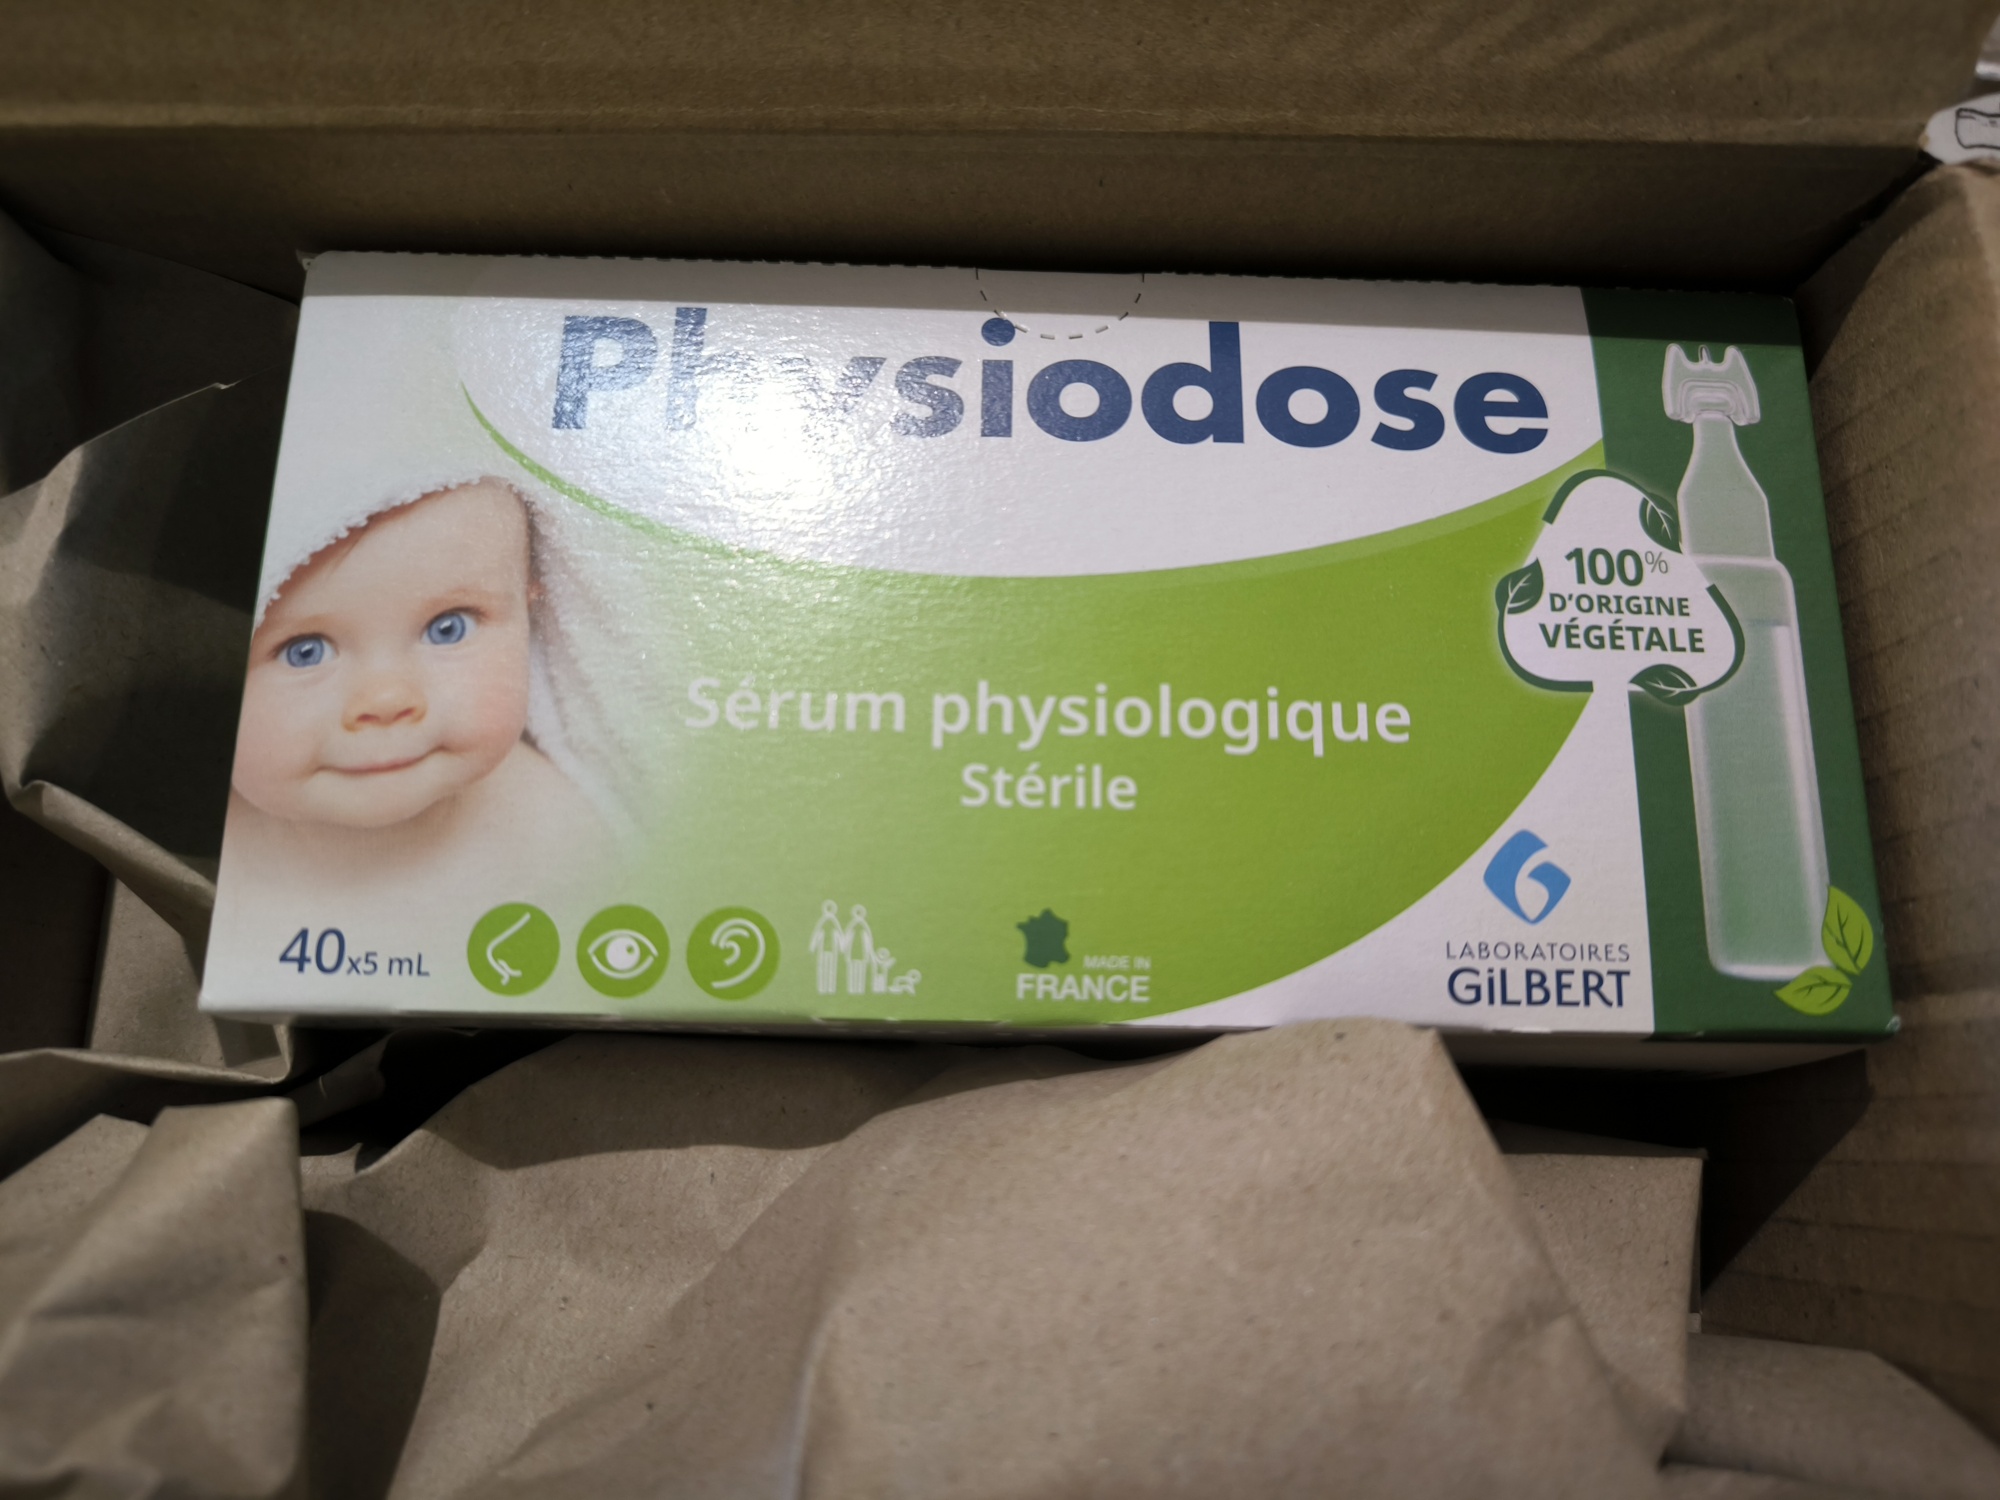 Physiodose
100%
D'ORIGINE
VÉGÉTALE
Sérum physiologique
Stérile
40x5 mL
MADE IN
FRANCE
LABORATOIRES
GiLBERT